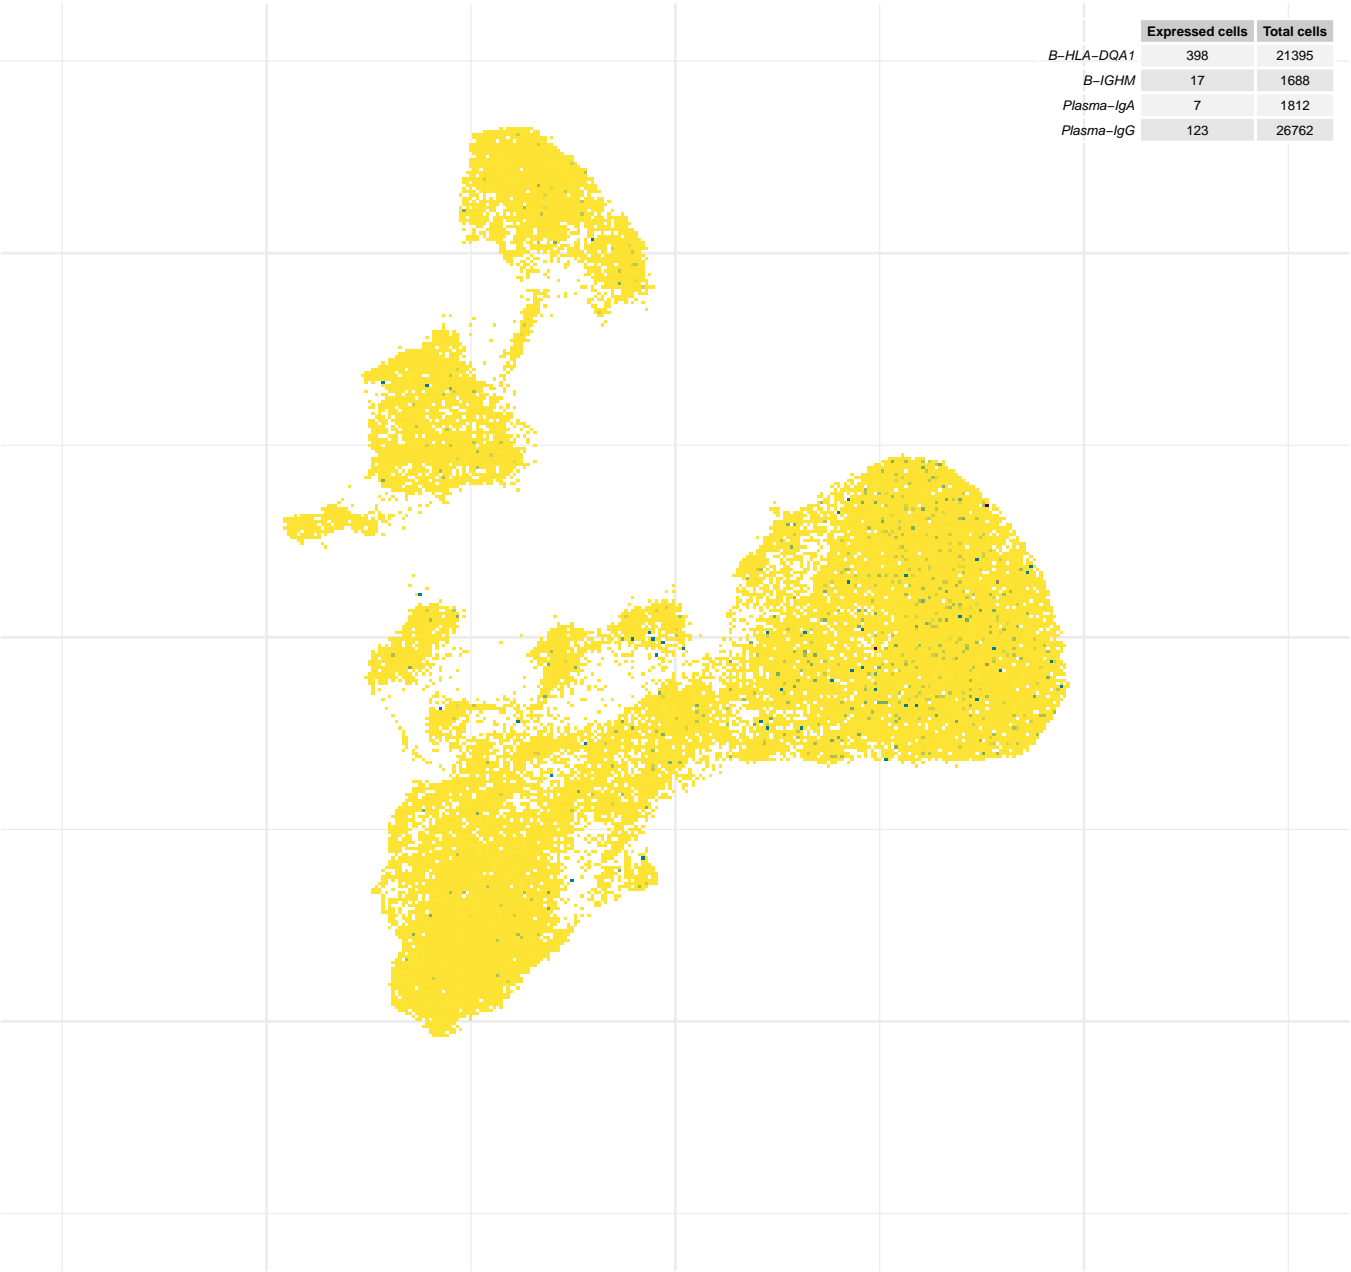 Expressed cells Total cells
B−HLA−DQA1 398 21395
B−IGHM 17 1688
Plasma−IgA 7 1812
Plasma−IgG 123 26762